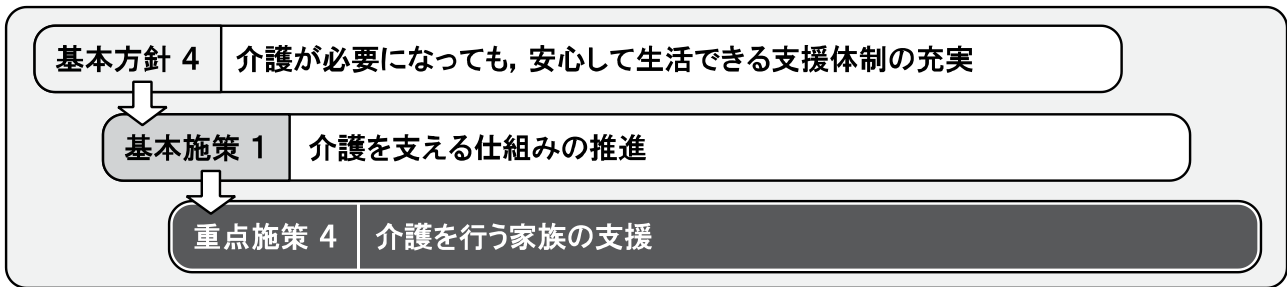 基本方針 4 介護が必要になっても，安心して生活できる支援体制の充実
基本施策 1 介護を支える仕組みの推進
重点施策 4 介護を行う家族の支援